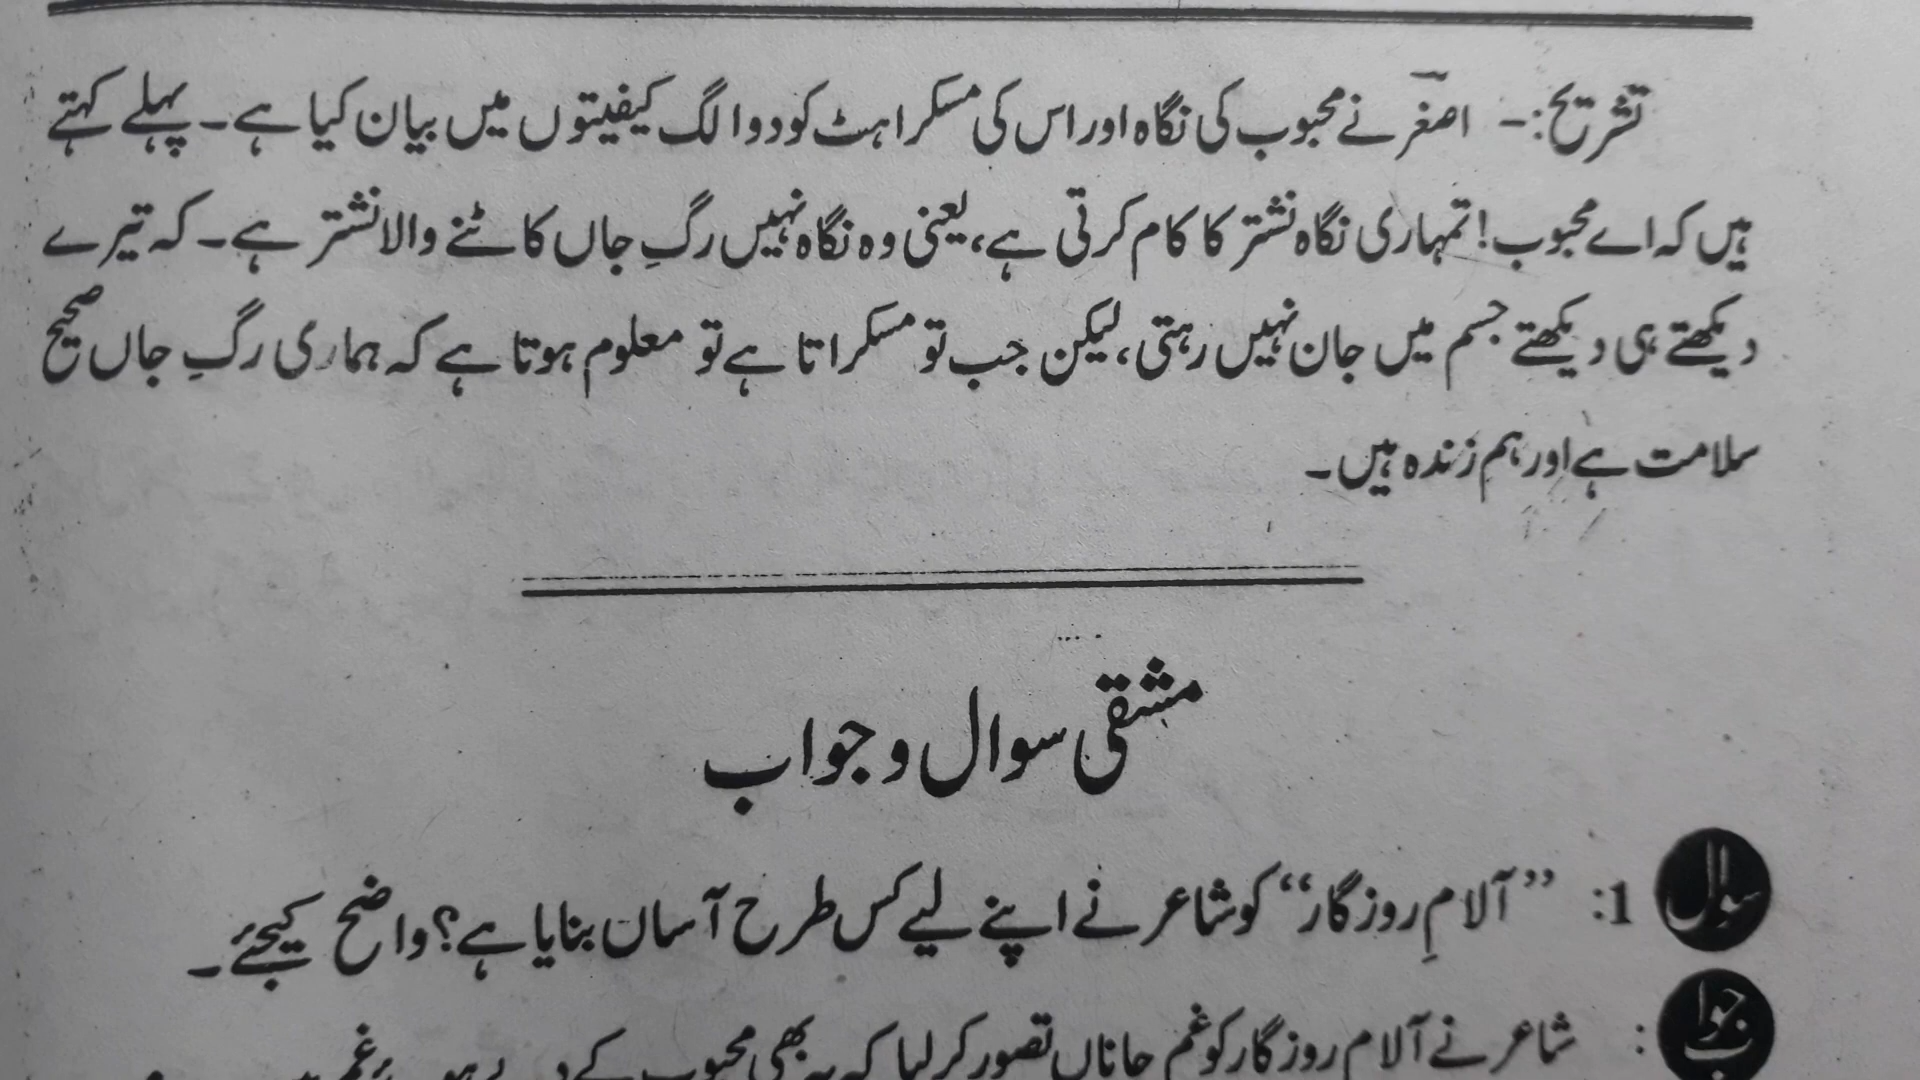 تشریح:- اصغرؔ نے محبوب کی نگاہ اور اس کی مسکراہٹ کو دو الگ کیفیتوں میں بیان کیا ہے۔ پہلے کہتے
ہیں کہ اے محبوب! تمہاری نگاہ نشتر کا کام کرتی ہے، یعنی وہ نگاہ نہیں رگِ جاں کاٹنے والا نشتر ہے۔ کہ تیرے
دیکھتے ہی دیکھتے جسم میں جان نہیں رہتی، لیکن جب تو مسکراتا ہے تو معلوم ہوتا ہے کہ ہماری رگِ جاں صحیح
سلامت ہے اور ہم زندہ ہیں۔
مشقی سوال و جواب
سوال 1: ”آلامِ روزگار“ کو شاعر نے اپنے لیے کس طرح آسان بنایا ہے؟ واضح کیجئے۔
جواب : شاعر نے آلام روزگار کو غم جاناں تصور کر لیا کہ یہ بھی محبوب کے